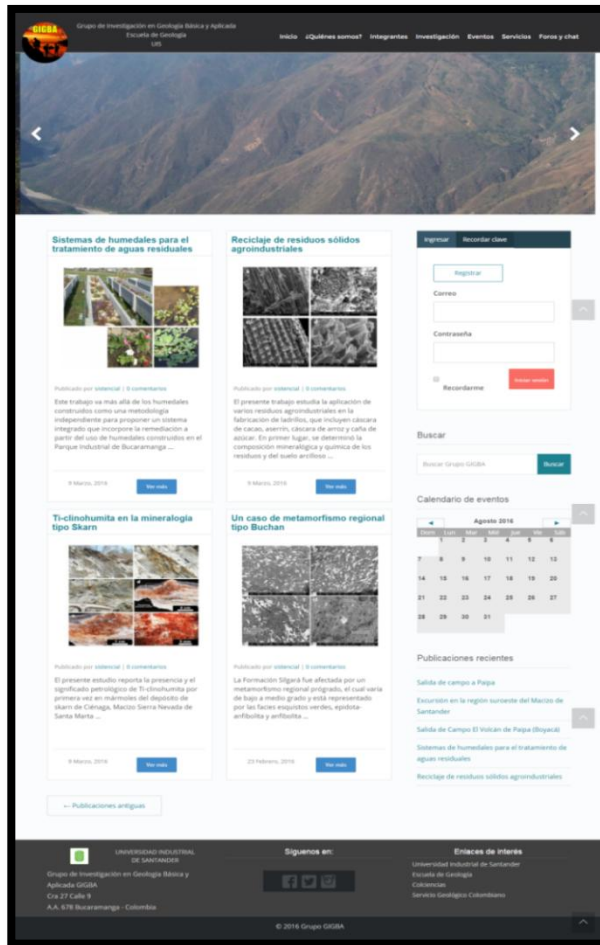 GIGBA
Grupo de Investigación en Geología Básica y Aplicada
Escuela de Geología
UIS
Inicio ¿Quiénes somos? Integrantes Investigación Eventos Servicios Foros y chat
Sistemas de humedales para el
tratamiento de aguas residuales
Publicado por sistencial | 5 comentarios
Este trabajo va más allá de los humedales
construidos como una metodología
independiente para proponer un sistema
integrado que incorpore la remediación a
partir del uso de humedales construidos en el
Parque Industrial de Bucaramanga ...
9 Marzo, 2016
Ver más
Reciclaje de residuos sólidos
agroindustriales
Publicado por sistencial | 0 comentarios
El presente trabajo estudia la aplicación de
varios residuos agroindustriales en la
fabricación de ladrillos, que incluyen cáscara
de cacao, aserrín, cáscara de arroz y caña de
azúcar. En primer lugar, se determinó la
composición mineralógica y química de los
residuos y del suelo arcilloso ...
9 Marzo, 2016
Ver más
Ti-clinohumita en la mineralogía
tipo Skarn
Publicado por sistencial | 0 comentarios
El presente estudio reporta la presencia y el
significado petrológico de Ti-clinohumita por
primera vez en mármoles del depósito de
skarn de Ciénaga, Macizo Sierra Nevada de
Santa Marta ...
9 Marzo, 2016
Ver más
Un caso de metamorfismo regional
tipo Buchan
Publicado por sistencial | 0 comentarios
La Formación Silgará fue afectada por un
metamorfismo regional prógrado, el cual varía
de bajo a medio grado y está representado
por las facies esquistos verdes, epidota-
anfibolita y anfibolita ...
23 Febrero, 2016
Ver más
← Publicaciones antiguas
Ingresar Recordar clave
Registrar
Correo
Contraseña
Recordarme
Iniciar sesión
Buscar
Buscar Grupo GIGBA
Buscar
Calendario de eventos
◄ Agosto 2016 ►
Dom Lun Mar Mié Jue Vie Sáb
1 2 3 4 5 6
7 8 9 10 11 12 13
14 15 16 17 18 19 20
21 22 23 24 25 26 27
28 29 30 31
Publicaciones recientes
Salida de campo a Paipa
Excursión en la región suroeste del Macizo de
Santander
Salida de Campo El Volcán de Paipa (Boyacá)
Sistemas de humedales para el tratamiento de
aguas residuales
Reciclaje de residuos sólidos agroindustriales
UNIVERSIDAD INDUSTRIAL
DE SANTANDER
Grupo de Investigación en Geología Básica y
Aplicada GIGBA
Cra 27 Calle 9
A.A. 678 Bucaramanga - Colombia
Síguenos en:
Enlaces de interés
Universidad Industrial de Santander
Escuela de Geología
Colciencias
Servicio Geológico Colombiano
© 2016 Grupo GIGBA